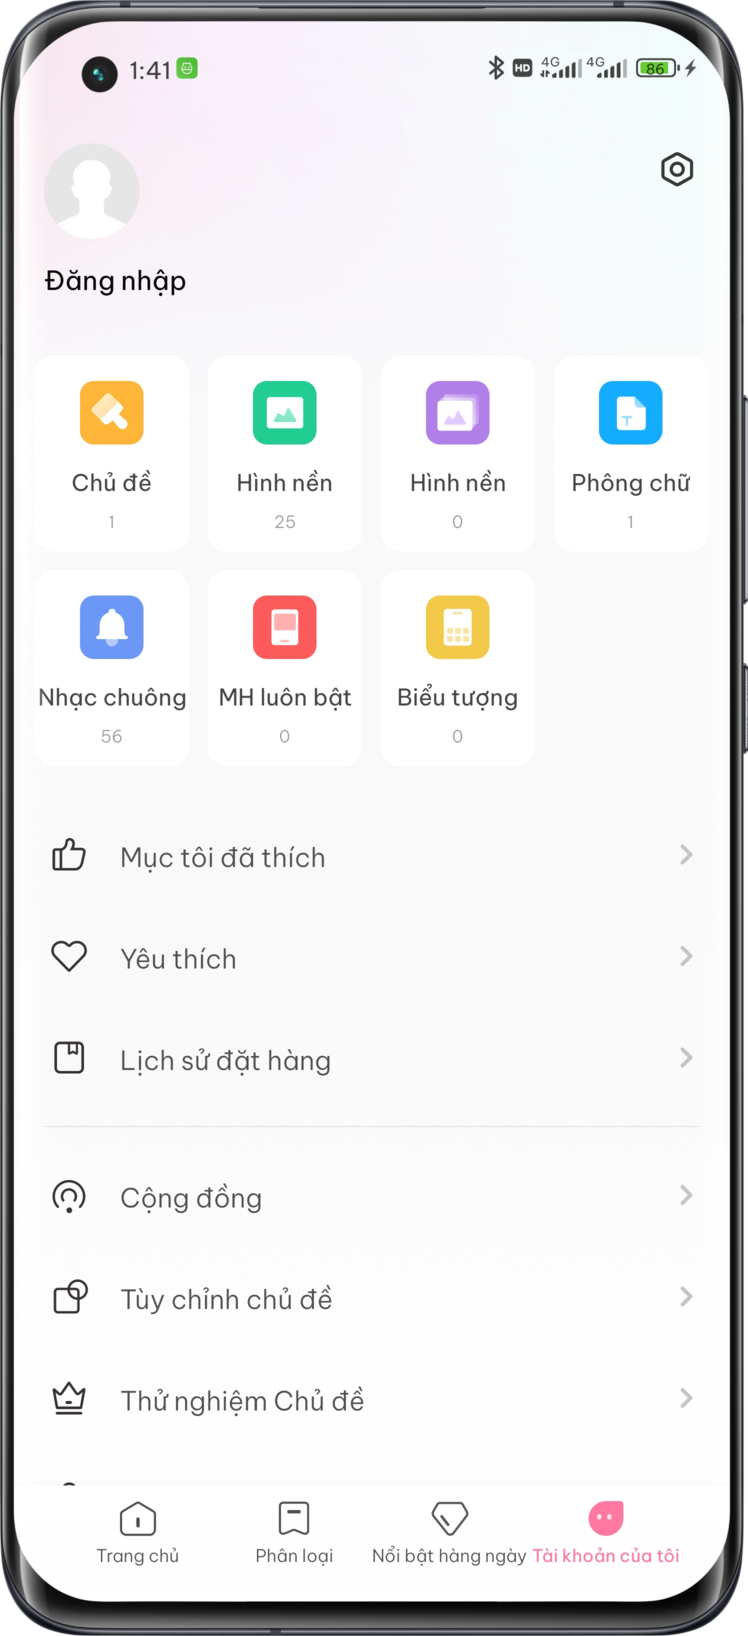 1:41 HD 4G 4G 86
Đăng nhập
Chủ đề Hình nền Hình nền Phông chữ
1 25 0 1
Nhạc chuông MH luôn bật Biểu tượng
56 0 0
Mục tôi đã thích
Yêu thích
Lịch sử đặt hàng
Cộng đồng
Tùy chỉnh chủ đề
Thử nghiệm Chủ đề
Trang chủ Phân loại Nổi bật hàng ngày Tài khoản của tôi